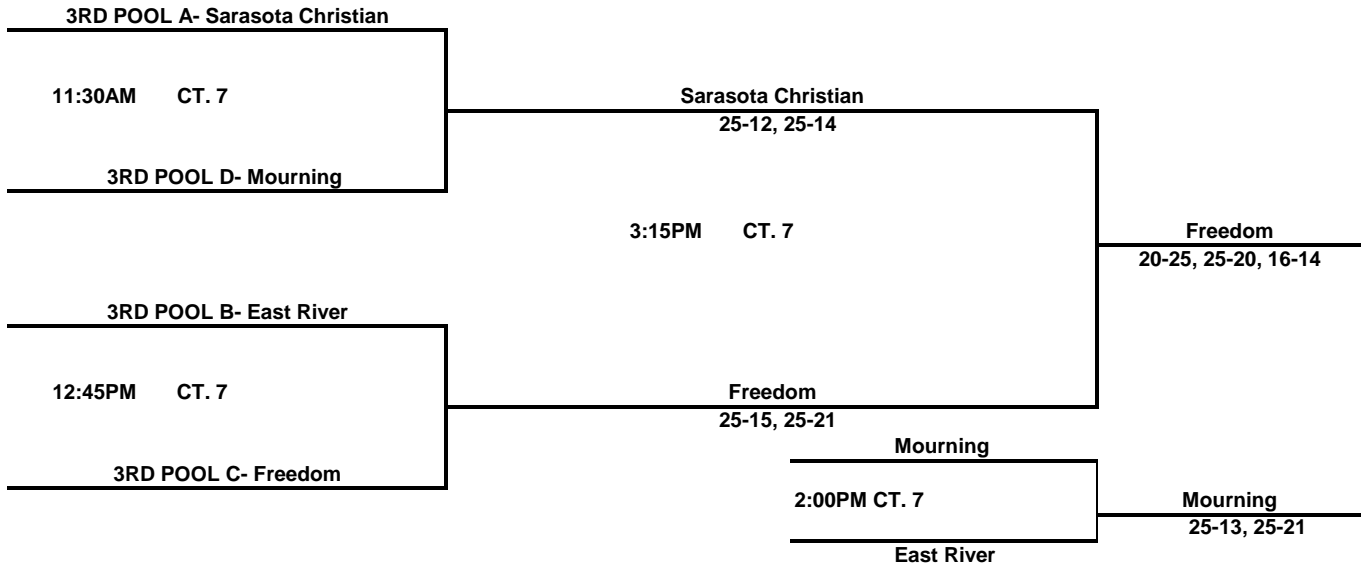 3RD POOL A- Sarasota Christian
11:30AM CT. 7
Sarasota Christian
25-12, 25-14
3RD POOL D- Mourning
3:15PM CT. 7
Freedom
20-25, 25-20, 16-14
3RD POOL B- East River
12:45PM CT. 7
Freedom
25-15, 25-21
Mourning
3RD POOL C- Freedom
2:00PM CT. 7
Mourning
25-13, 25-21
East River